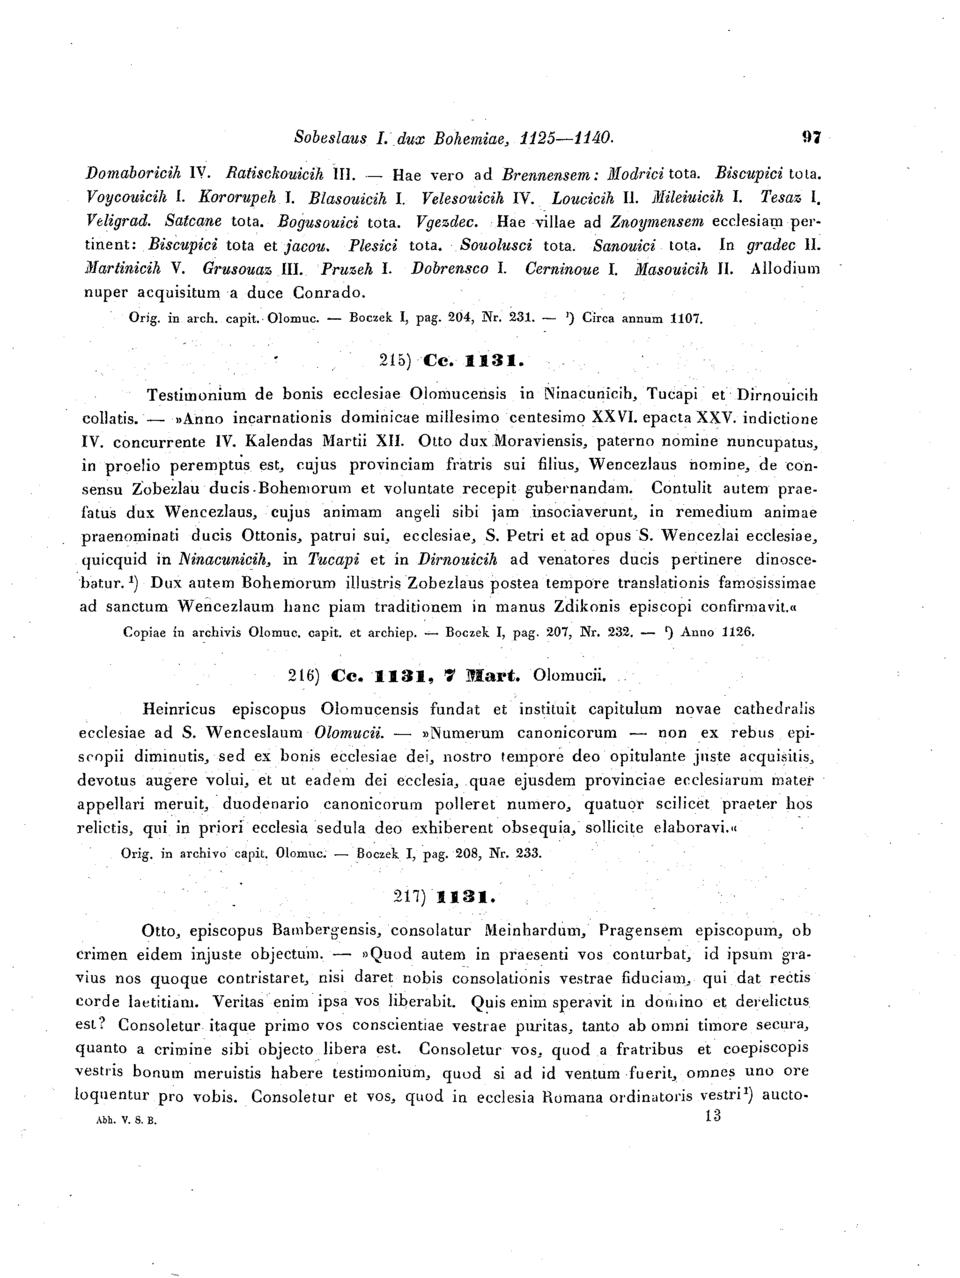 Sobeslaus I. dux Bohemiae, 1125—1140. 97
Domaboricih IV. Ratisckouicih III. — Hae vero ad Brennensem: Modrici tota. Biscupici tota.
Voycouicih I. Kororupeh I. Blasouicih I. Velesouicih IV. Loucicih II. Mileiuicih I. Tesaz I.
Veligrad. Satcane tota. Bogusouici tota. Vgezdec. Hae villae ad Znoymensem ecclesiam per-
tinent: Biscupici tota et jacou. Plesici tota. Souolusci tota. Sanouici tota. In gradec II.
Martinicih V. Grusouaz III. Pruzeh I. Dobrensco I. Cerninoue I. Masouicih II. Allodium
nuper acquisitum a duce Conrado.
Orig. in arch. capit. Olomuc. — Boczek I, pag. 204, Nr. 231. — ¹) Circa annum 1107.
215) Cc. 1131.
Testimonium de bonis ecclesiae Olomucensis in Ninacunicih, Tucapi et Dirnouicih
collatis. — »Anno incarnationis dominicae millesimo centesimo XXVI. epacta XXV. indictione
IV. concurrente IV. Kalendas Martii XII. Otto dux Moraviensis, paterno nomine nuncupatus,
in proelio peremptus est, cujus provinciam fratris sui filius, Wencezlaus nomine, de con-
sensu Zobezlau ducis Bohemorum et voluntate recepit gubernandam. Contulit autem prae-
fatus dux Wencezlaus, cujus animam angeli sibi jam insociaverunt, in remedium animae
praenominati ducis Ottonis, patrui sui, ecclesiae, S. Petri et ad opus S. Wencezlai ecclesiae,
quicquid in Ninacunicih, in Tucapi et in Dirnouicih ad venatores ducis pertinere dinosce-
batur. ¹) Dux autem Bohemorum illustris Zobezlaus postea tempore translationis famosissimae
ad sanctum Wencezlaum hanc piam traditionem in manus Zdikonis episcopi confirmavit.«
Copiae in archivis Olomuc. capit. et archiep. — Boczek I, pag. 207, Nr. 232. — ¹) Anno 1126.
216) Cc. 1131, 7 Mart. Olomucii.
Heinricus episcopus Olomucensis fundat et instituit capitulum novae cathedralis
ecclesiae ad S. Wenceslaum Olomucii. — »Numerum canonicorum — non ex rebus epi-
scopii diminutis, sed ex bonis ecclesiae dei, nostro tempore deo opitulante juste acquisitis,
devotus augere volui, et ut eadem dei ecclesia, quae ejusdem provinciae ecclesiarum mater
appellari meruit, duodenario canonicorum polleret numero, quatuor scilicet praeter hos
relictis, qui in priori ecclesia sedula deo exhiberent obsequia, sollicite elaboravi.«
Orig. in archivo capit. Olomuc. — Boczek I, pag. 208, Nr. 233.
217) 1131.
Otto, episcopus Bambergensis, consolatur Meinhardum, Pragensem episcopum, ob
crimen eidem injuste objectum. — »Quod autem in praesenti vos conturbat, id ipsum gra-
vius nos quoque contristaret, nisi daret nobis consolationis vestrae fiduciam, qui dat rectis
corde laetitiam. Veritas enim ipsa vos liberabit. Quis enim speravit in domino et derelictus
est? Consoletur itaque primo vos conscientiae vestrae puritas, tanto ab omni timore secura,
quanto a crimine sibi objecto libera est. Consoletur vos, quod a fratribus et coepiscopis
vestris bonum meruistis habere testimonium, quod si ad id ventum fuerit, omnes uno ore
loquentur pro vobis. Consoletur et vos, quod in ecclesia Romana ordinatoris vestri¹) aucto-
Abh. V. S. B. 13